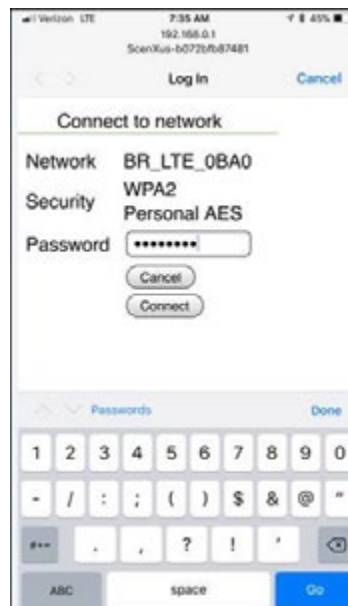 Verizon LTE 7:35 AM 45%
192.168.0.1
ScenXus-b072bfb87481
Log In Cancel
Connect to network
Network BR_LTE_0BA0
Security WPA2
Personal AES
Password ••••••••
Cancel
Connect
Passwords Done
1 2 3 4 5 6 7 8 9 0
- / : ; ( ) $ & @ "
#+= . , ? ! '
ABC space Go